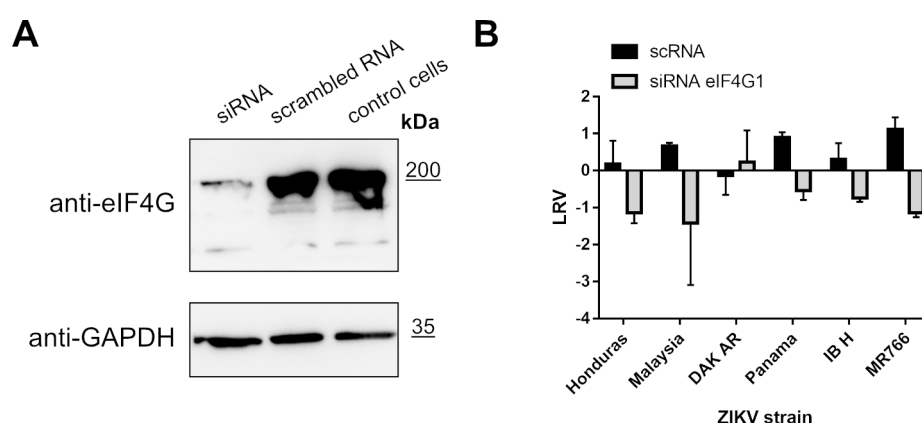 A
siRNA
scrambled RNA
control cells
kDa
anti-eIF4G
200
anti-GAPDH
35
B
scRNA
siRNA eIF4G1
2
1
0
-1
-2
-3
-4
LRV
Honduras
Malaysia
DAK AR
Panama
IB H
MR766
ZIKV strain